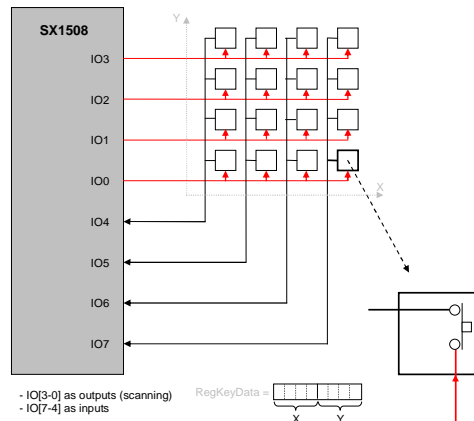 SX1508
Y
IO3
IO2
IO1
IO0
X
IO4
IO5
IO6
IO7
- IO[3-0] as outputs (scanning)
- IO[7-4] as inputs
RegKeyData =
X Y